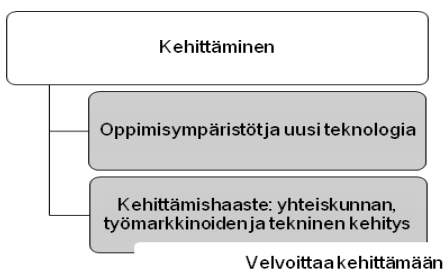 Kehittäminen
Oppimisympäristöt ja uusi teknologia
Kehittämishaaste: yhteiskunnan,
työmarkkinoiden ja tekninen kehitys
Velvoittaa kehittämään